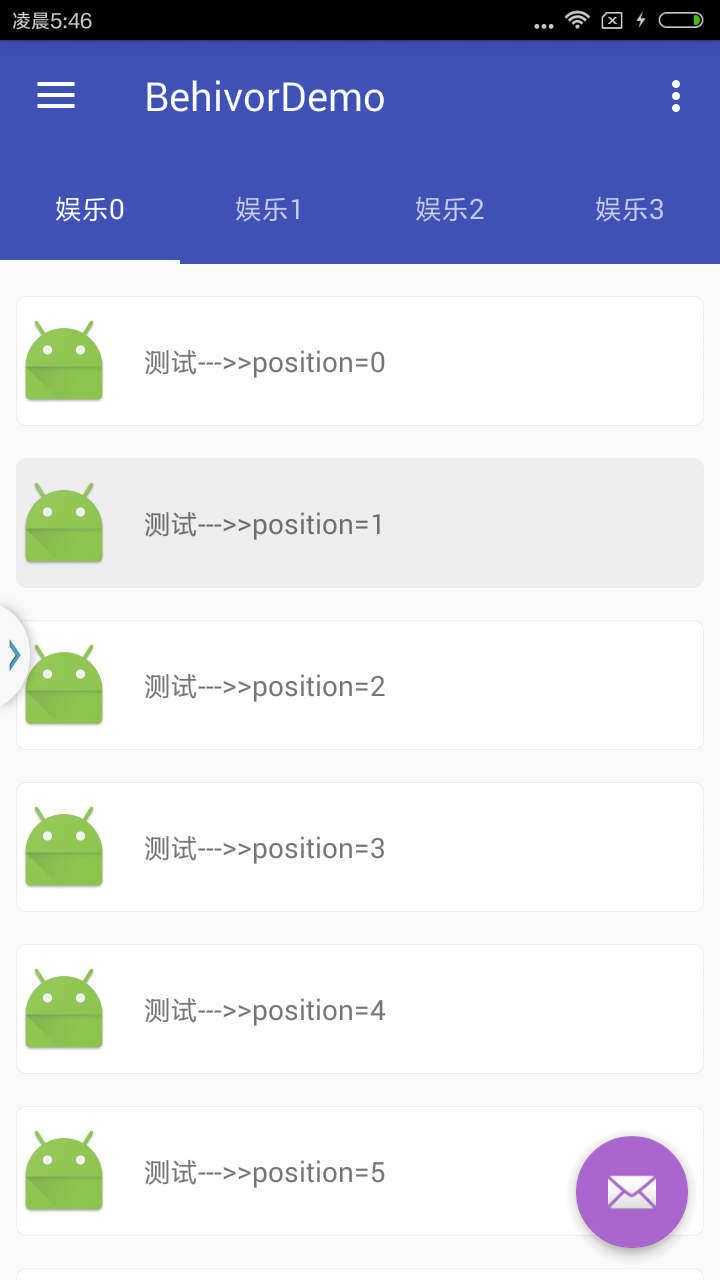 凌晨5:46
BehivorDemo
娱乐0 娱乐1 娱乐2 娱乐3
测试--->>position=0
测试--->>position=1
测试--->>position=2
测试--->>position=3
测试--->>position=4
测试--->>position=5